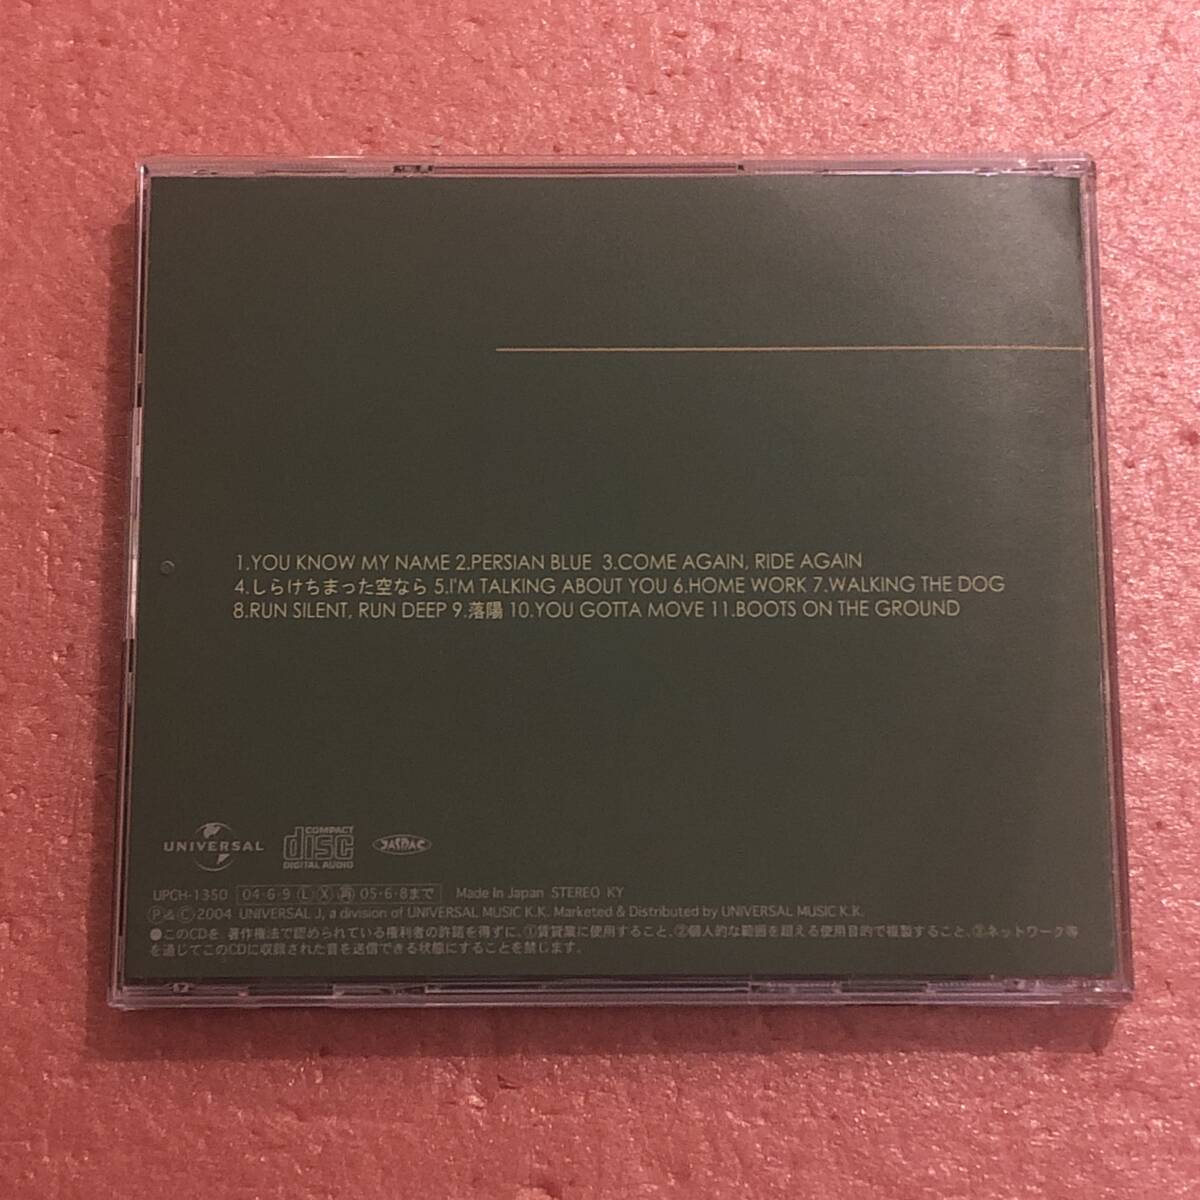 1.YOU KNOW MY NAME 2.PERSIAN BLUE 3.COME AGAIN, RIDE AGAIN
4.しらけちまった空なら 5.I'M TALKING ABOUT YOU 6.HOME WORK 7.WALKING THE DOG
8.RUN SILENT, RUN DEEP 9.落陽 10.YOU GOTTA MOVE 11.BOOTS ON THE GROUND
UNIVERSAL
COMPACT
disc
DIGITAL AUDIO
JASRAC
UPCH-1350 04·6·9 Ⓛ Ⓧ ㊢ 05·6·8まで Made In Japan STEREO KY
Ⓟ&Ⓒ2004 UNIVERSAL J, a division of UNIVERSAL MUSIC K.K. Marketed & Distributed by UNIVERSAL MUSIC K.K.
●このCDを、著作権法で認められている権利者の許諾を得ずに、①賃貸業に使用すること、②個人的な範囲を超える使用目的で複製すること、③ネットワーク等
を通じてこのCDに収録された音を送信できる状態にすることを禁じます。